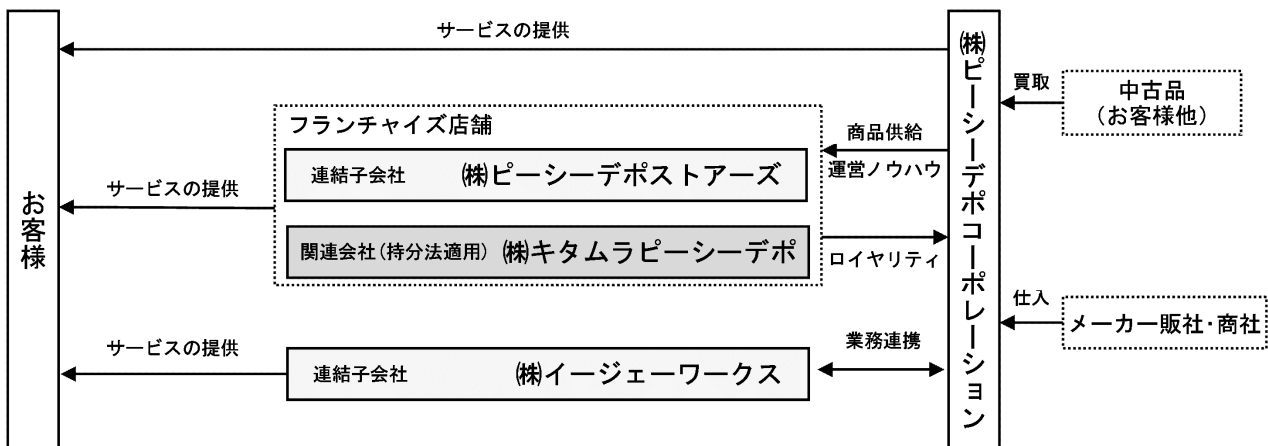 お客様
サービスの提供
フランチャイズ店舗
連結子会社 ㈱ピーシーデポストアーズ
サービスの提供
関連会社(持分法適用) ㈱キタムラピーシーデポ
サービスの提供
連結子会社 ㈱イージェーワークス
商品供給
運営ノウハウ
ロイヤリティ
業務連携
㈱ピーシーデポコーポレーション
買取
中古品
(お客様他)
仕入
メーカー販社・商社